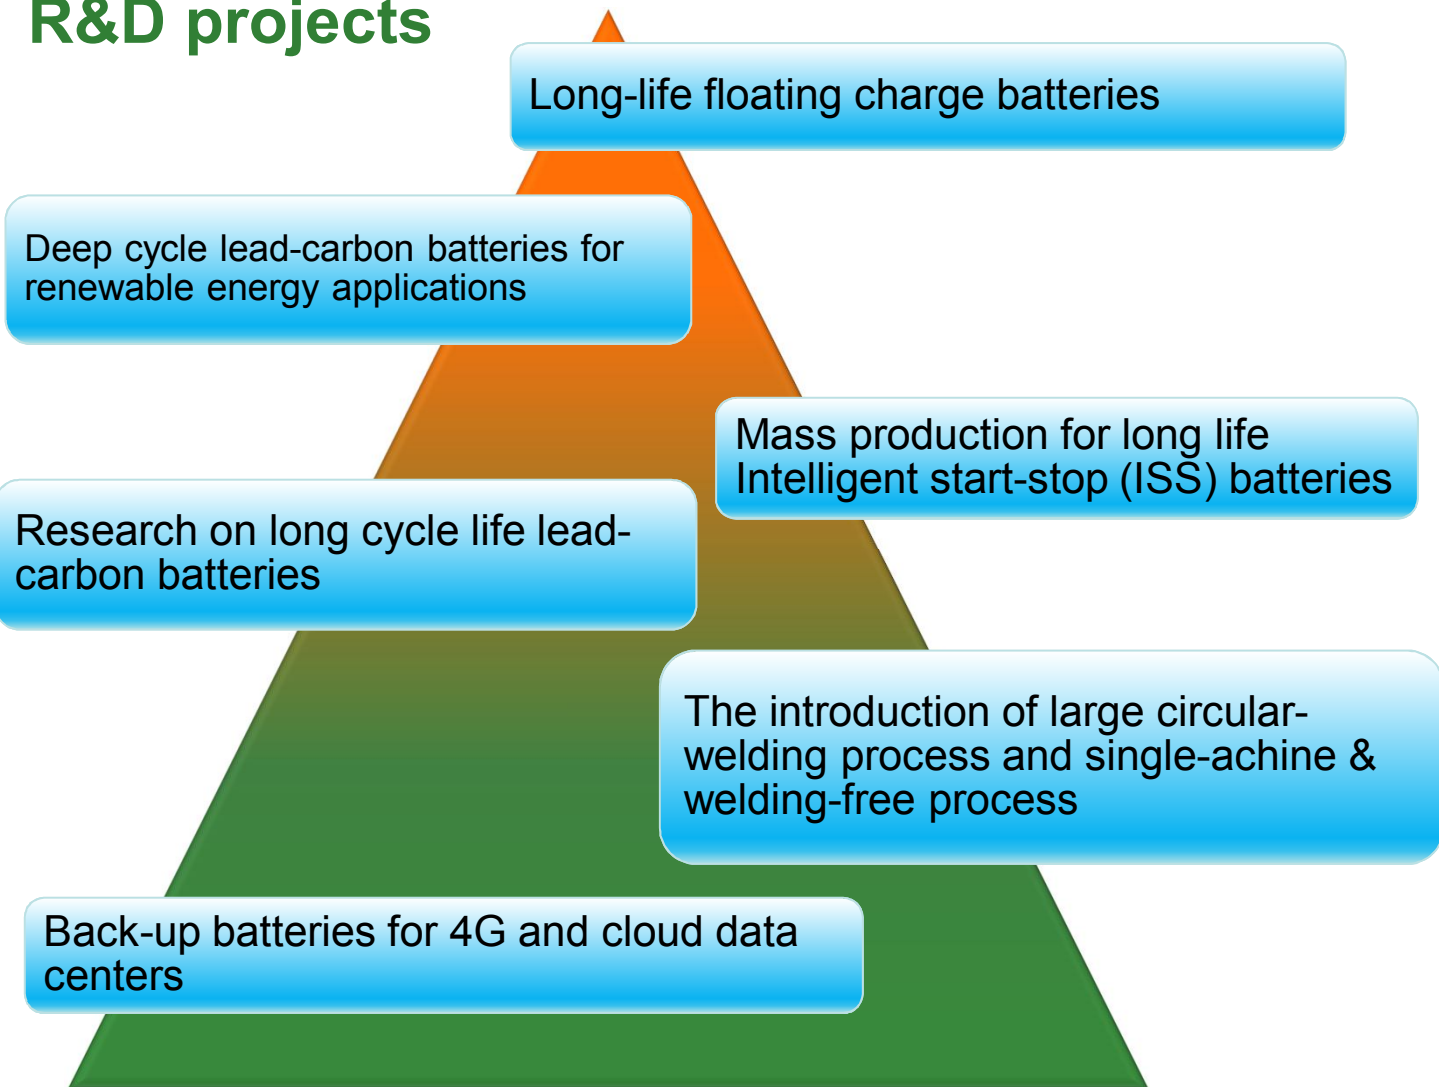 R&D projects
Long-life floating charge batteries
Deep cycle lead-carbon batteries for
renewable energy applications
Mass production for long life
Intelligent start-stop (ISS) batteries
Research on long cycle life lead-
carbon batteries
The introduction of large circular-
welding process and single-achine &
welding-free process
Back-up batteries for 4G and cloud data
centers